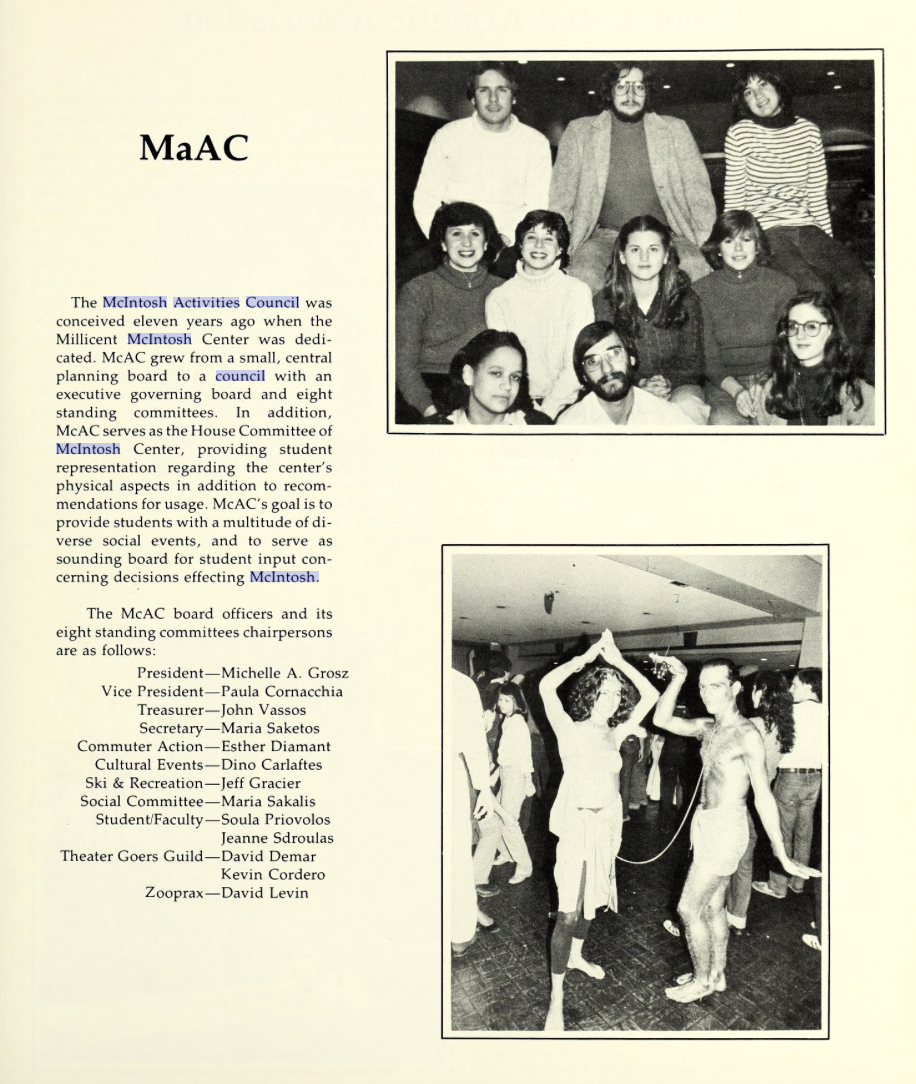 MaAC
The McIntosh Activities Council was
conceived eleven years ago when the
Millicent McIntosh Center was dedi-
cated. McAC grew from a small, central
planning board to a council with an
executive governing board and eight
standing committees. In addition,
McAC serves as the House Committee of
McIntosh Center, providing student
representation regarding the center's
physical aspects in addition to recom-
mendations for usage. McAC's goal is to
provide students with a multitude of di-
verse social events, and to serve as
sounding board for student input con-
cerning decisions effecting McIntosh.
The McAC board officers and its
eight standing committees chairpersons
are as follows:
President—Michelle A. Grosz
Vice President—Paula Cornacchia
Treasurer—John Vassos
Secretary—Maria Saketos
Commuter Action—Esther Diamant
Cultural Events—Dino Carlaftes
Ski & Recreation—Jeff Gracier
Social Committee—Maria Sakalis
Student/Faculty—Soula Priovolos
Jeanne Sdroulas
Theater Goers Guild—David Demar
Kevin Cordero
Zooprax—David Levin